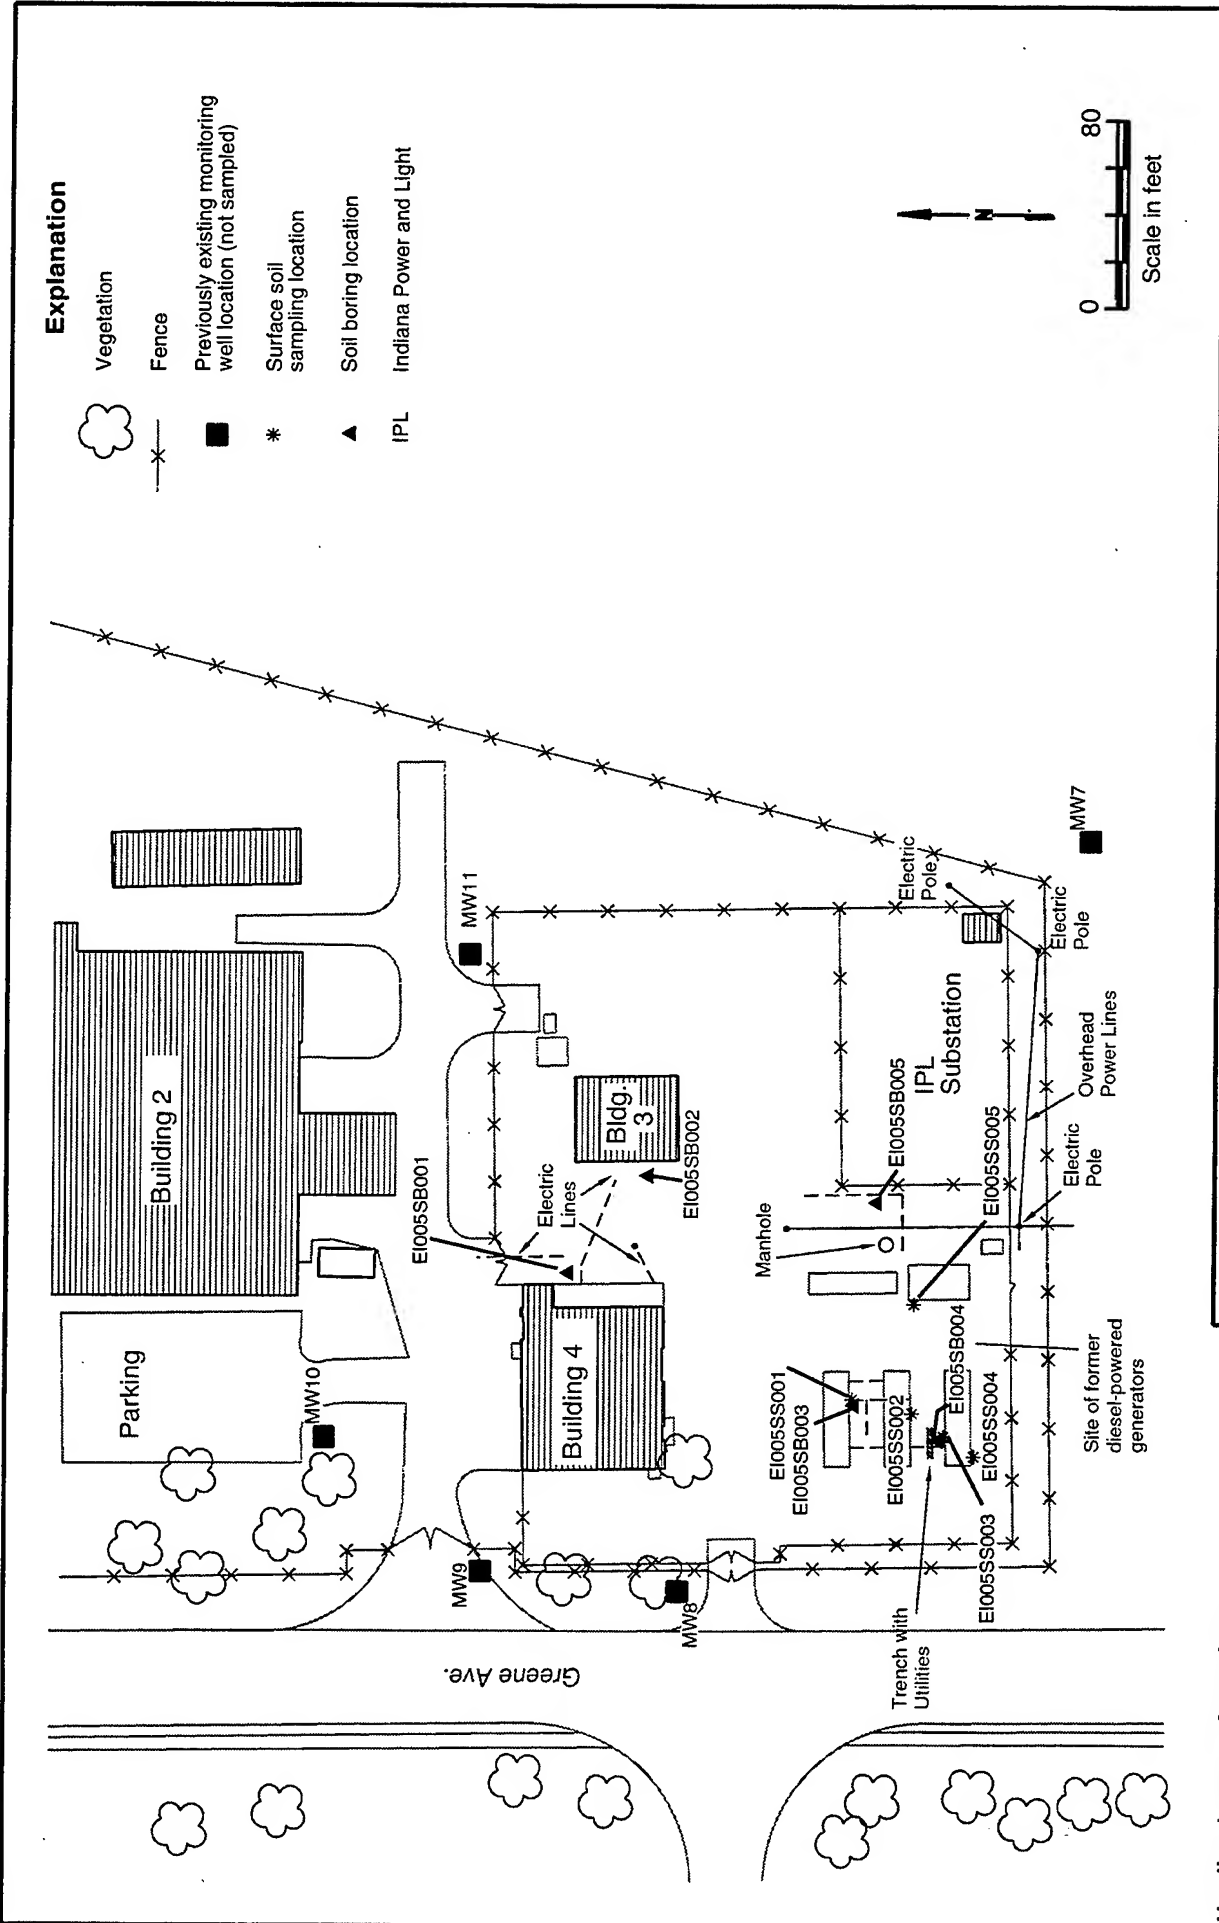 Explanation
Vegetation
Fence
Previously existing monitoring
well location (not sampled)
Surface soil
sampling location
Soil boring location
IPL Indiana Power and Light
N
0 80
Scale in feet
Building 2
Parking
MW10
MW11
MW9
MW8
MW7
Greene Ave.
EI005SB001
Electric
Lines
Bldg.
3
EI005SB002
Building 4
Manhole
EI005SB005
IPL
Substation
EI005SS005
Electric
Pole
Electric
Pole
Overhead
Power Lines
Electric
Pole
EI005SS001
EI005SB003
EI005SS002
EI005SB004
EI005SS004
EI005SS003
Trench with
Utilities
Site of former
diesel-powered
generators